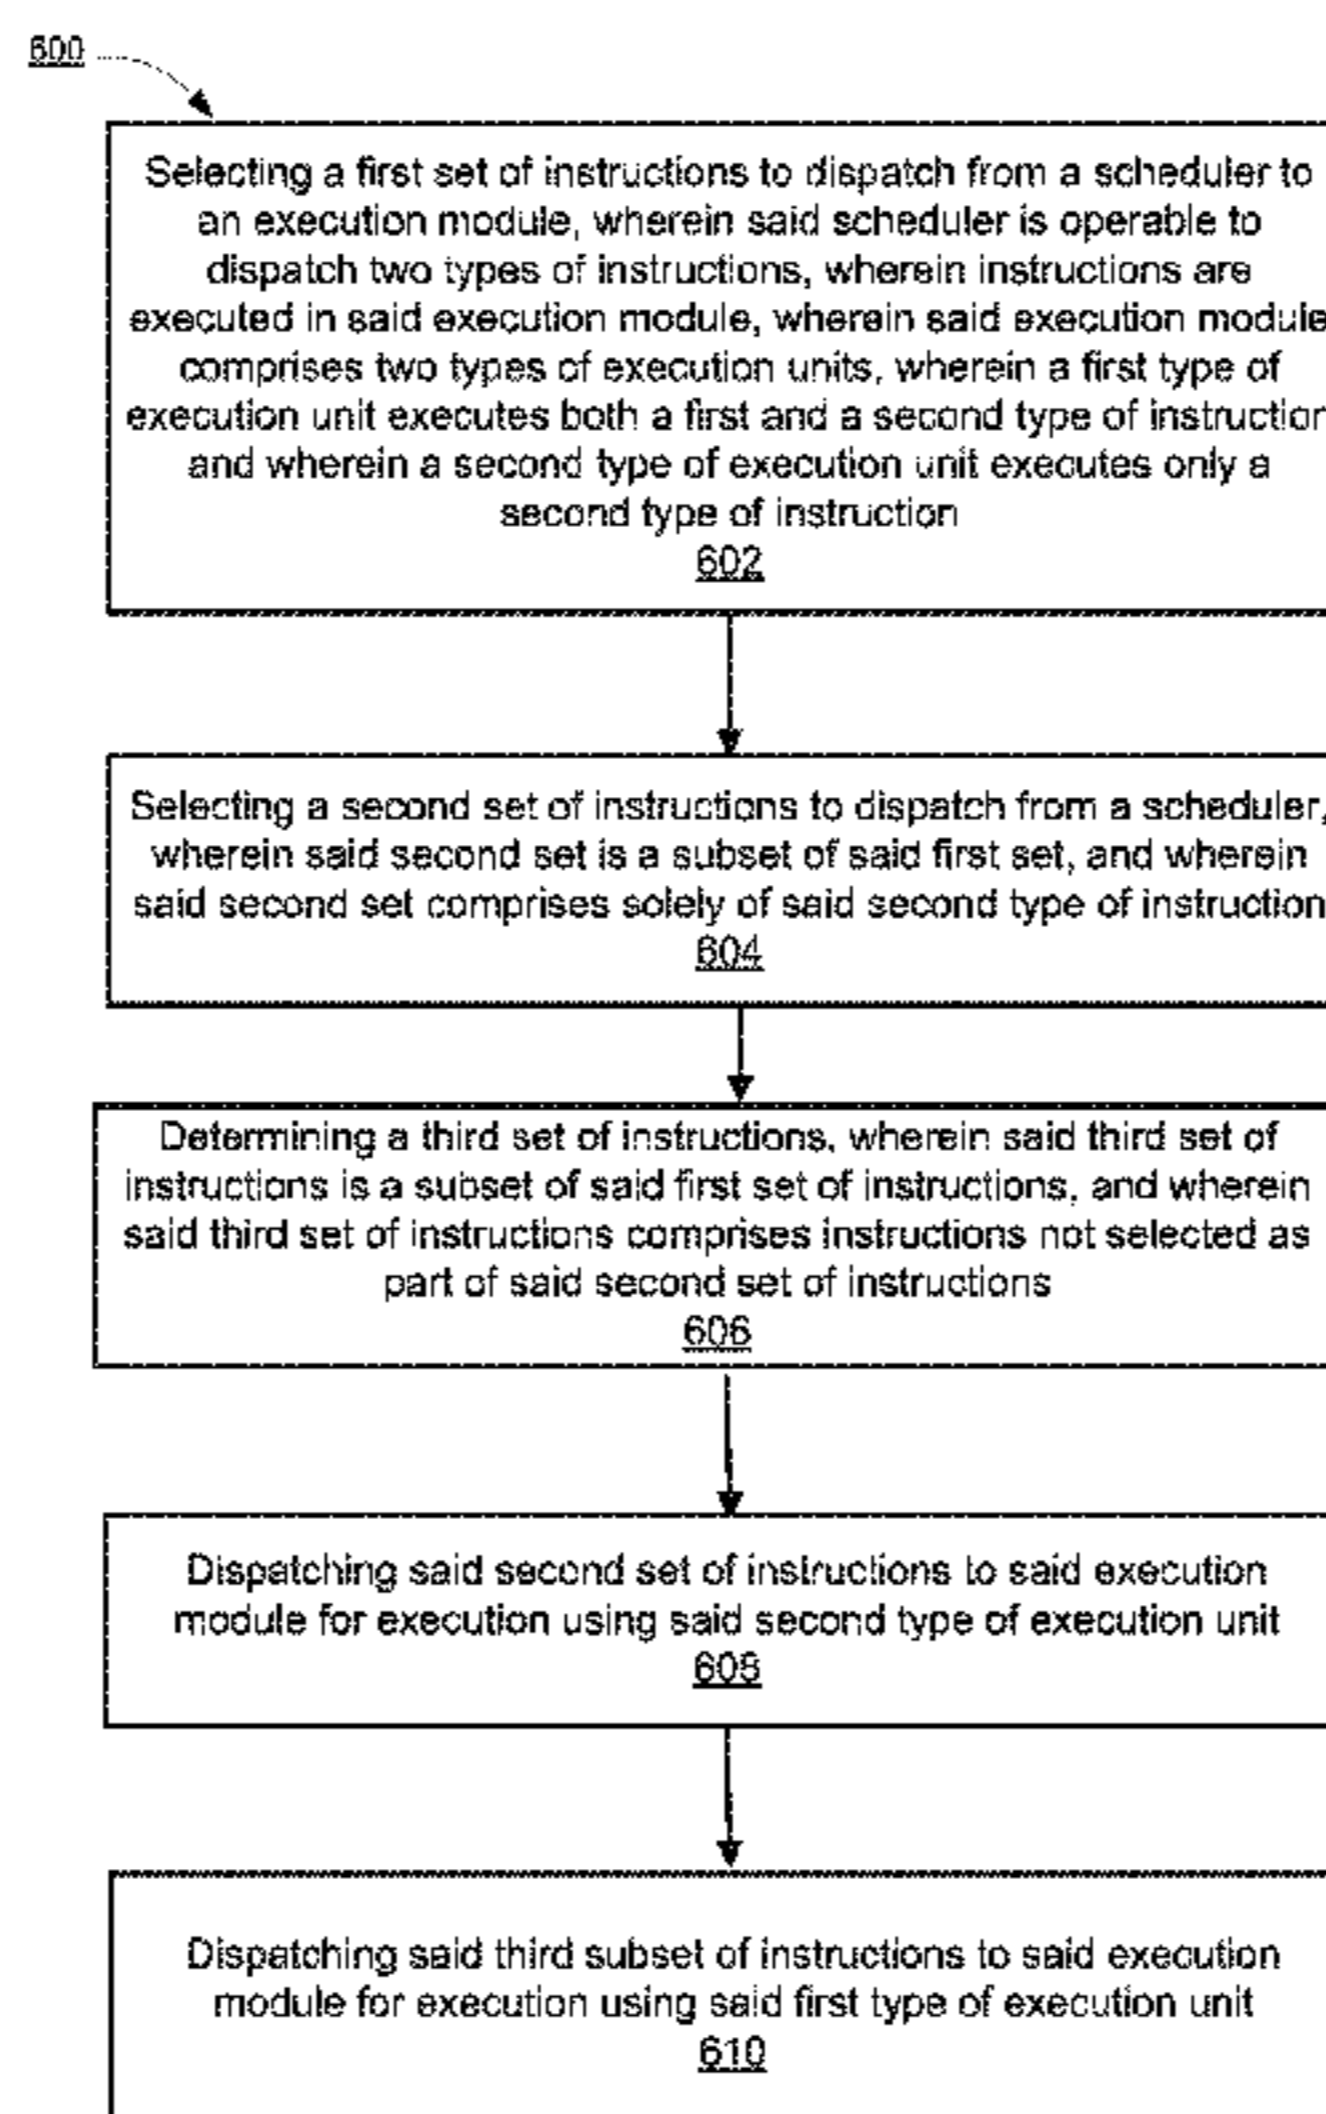 600
Selecting a first set of instructions to dispatch from a scheduler to
an execution module, wherein said scheduler is operable to
dispatch two types of instructions, wherein instructions are
executed in said execution module, wherein said execution module
comprises two types of execution units, wherein a first type of
execution unit executes both a first and a second type of instruction
and wherein a second type of execution unit executes only a
second type of instruction
602
Selecting a second set of instructions to dispatch from a scheduler,
wherein said second set is a subset of said first set, and wherein
said second set comprises solely of said second type of instruction
604
Determining a third set of instructions, wherein said third set of
instructions is a subset of said first set of instructions, and wherein
said third set of instructions comprises instructions not selected as
part of said second set of instructions
606
Dispatching said second set of instructions to said execution
module for execution using said second type of execution unit
608
Dispatching said third subset of instructions to said execution
module for execution using said first type of execution unit
610